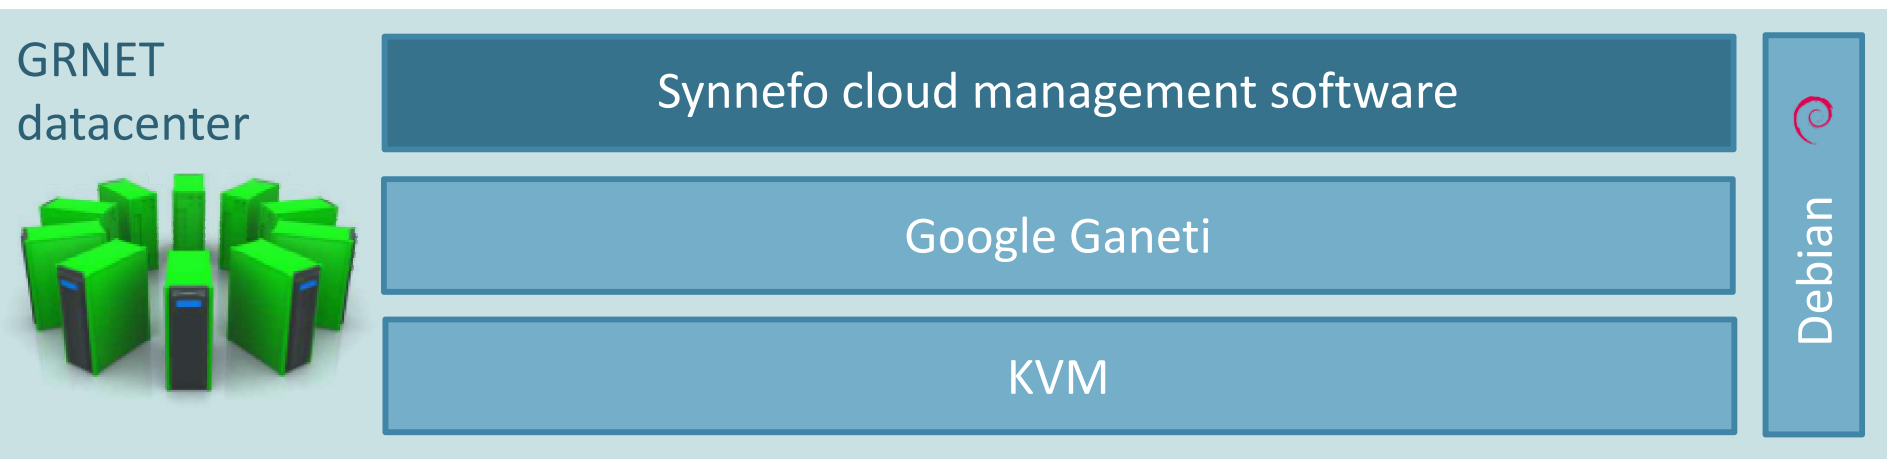 GRNET
datacenter
Synnefo cloud management software
Google Ganeti
KVM
Debian